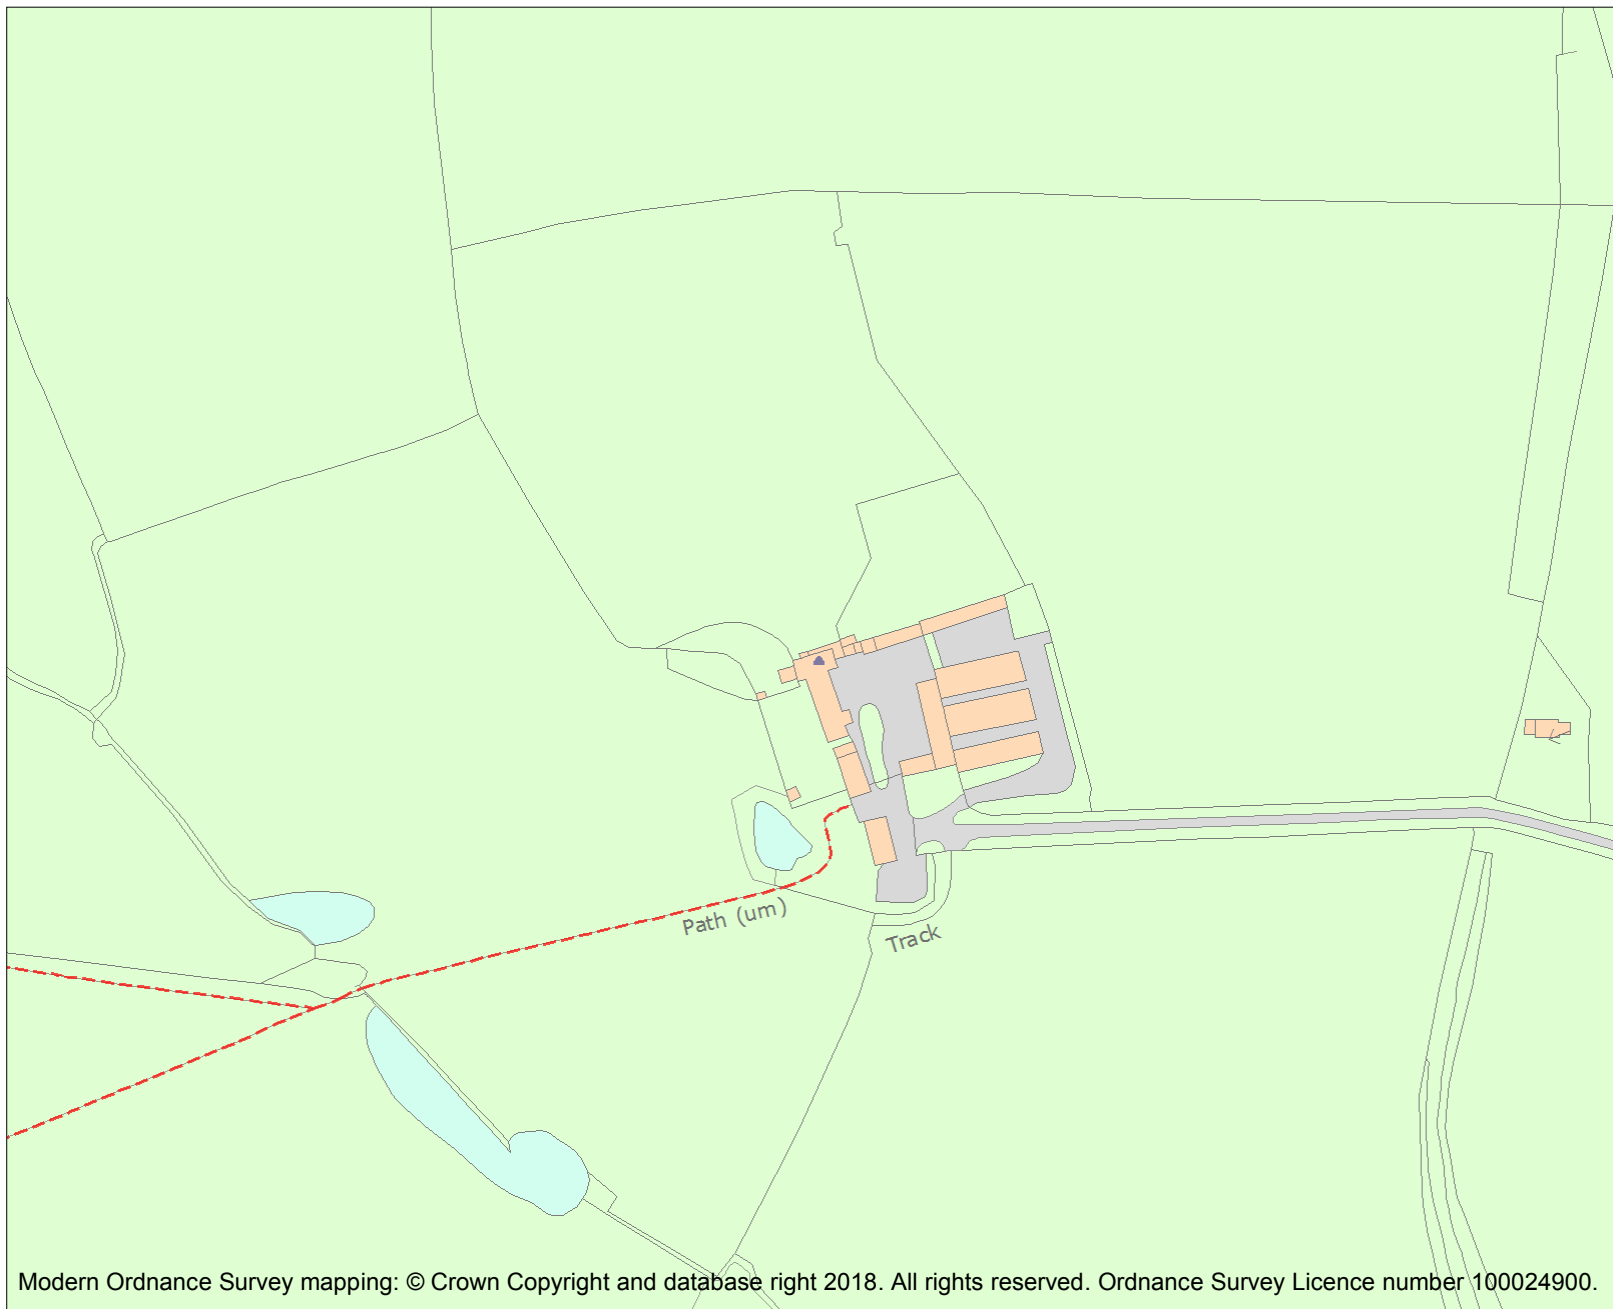 Path (um)
Track
Modern Ordnance Survey mapping: © Crown Copyright and database right 2018. All rights reserved. Ordnance Survey Licence number 100024900.